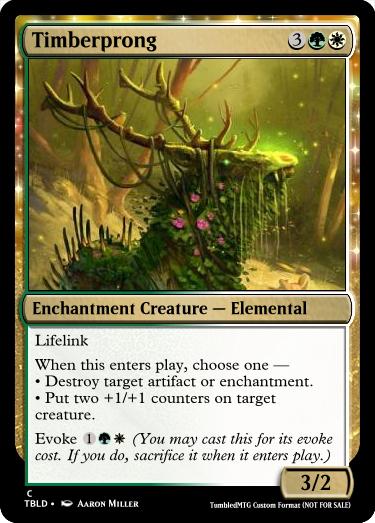 Timberprong 3
Enchantment Creature — Elemental
Lifelink
When this enters play, choose one —
• Destroy target artifact or enchantment.
• Put two +1/+1 counters on target
creature.
Evoke 1 (You may cast this for its evoke
cost. If you do, sacrifice it when it enters play.)
3/2
C
TBLD • Aaron Miller
TumbledMTG Custom Format (NOT FOR SALE)